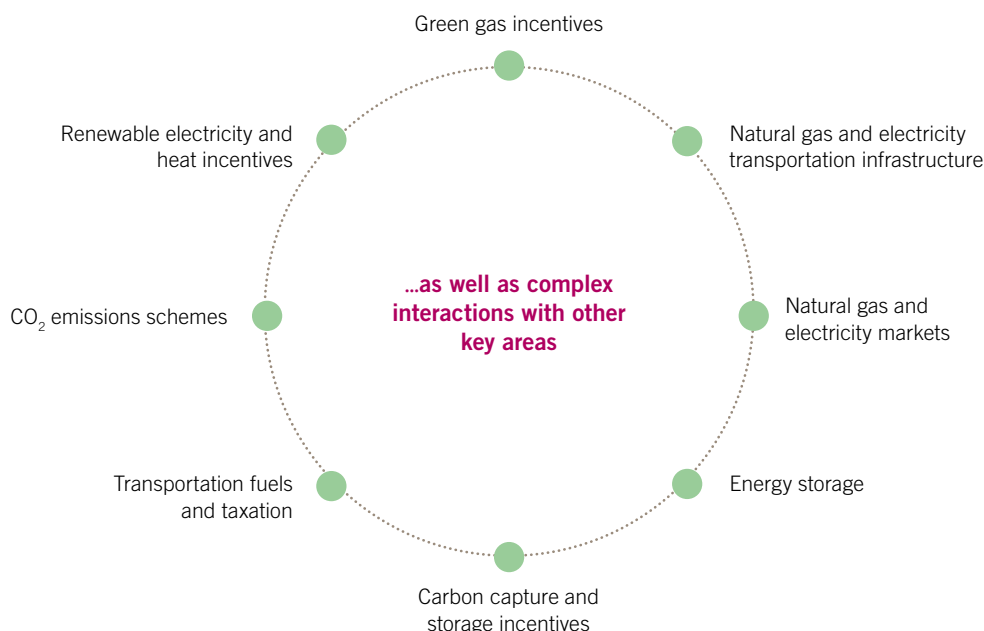 Green gas incentives
Renewable electricity and
heat incentives
Natural gas and electricity
transportation infrastructure
...as well as complex
interactions with other
key areas
CO₂ emissions schemes
Natural gas and
electricity markets
Transportation fuels
and taxation
Energy storage
Carbon capture and
storage incentives